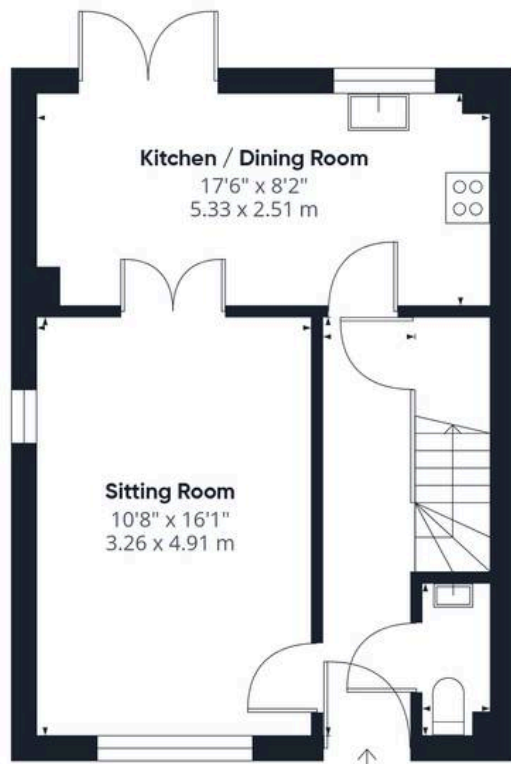 Kitchen / Dining Room
17'6" x 8'2"
5.33 x 2.51 m
Sitting Room
10'8" x 16'1"
3.26 x 4.91 m